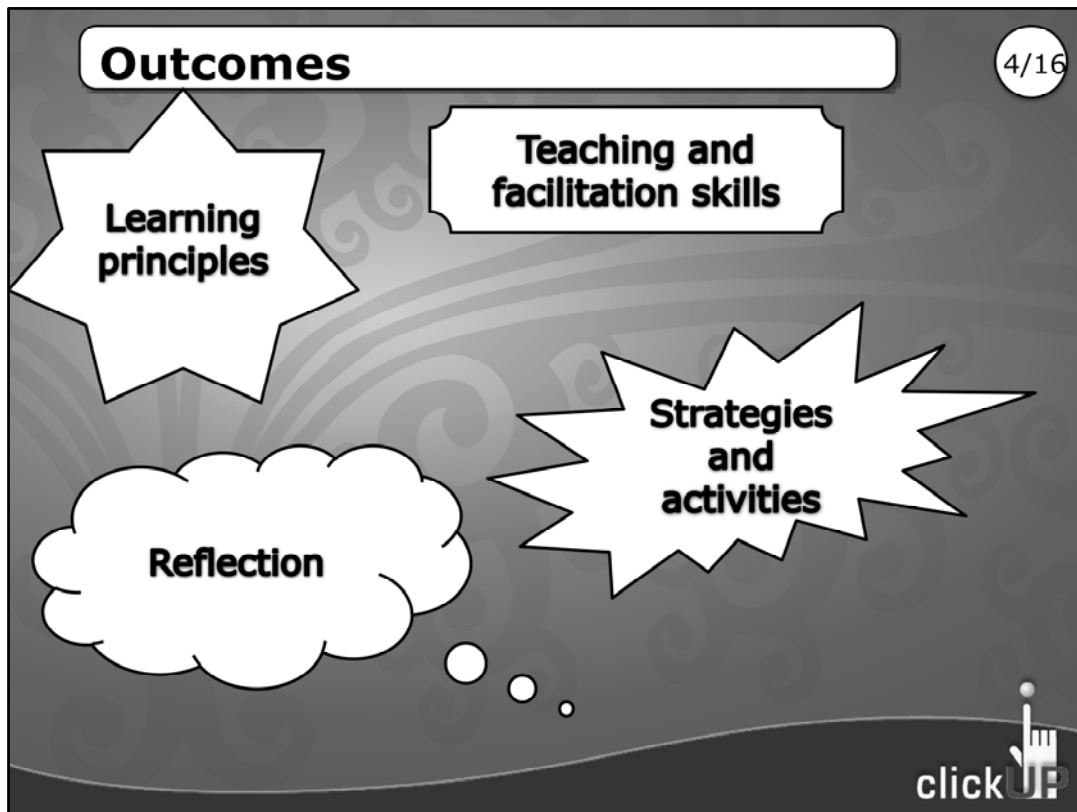 Outcomes
4/16
Learning
principles
Teaching and
facilitation skills
Strategies
and
activities
Reflection
clickUP